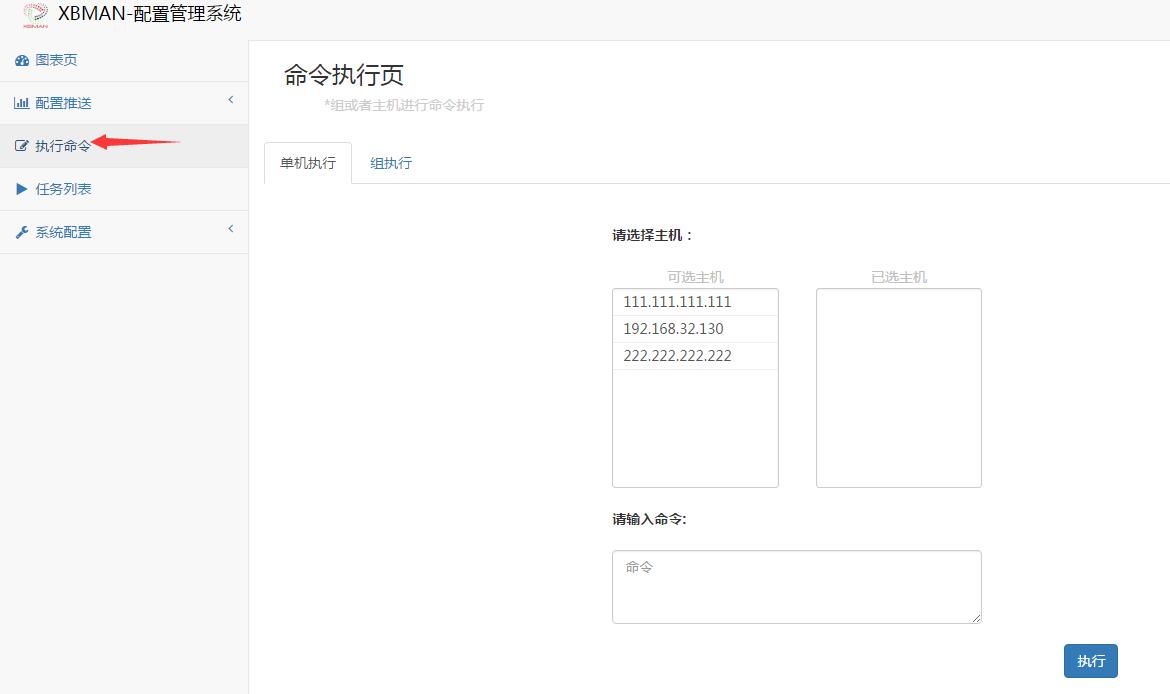 XBMAN-配置管理系统
XBMAN
图表页
配置推送
执行命令
任务列表
系统配置
命令执行页
*组或者主机进行命令执行
单机执行 组执行
请选择主机：
可选主机 已选主机
111.111.111.111
192.168.32.130
222.222.222.222
请输入命令:
命令
执行